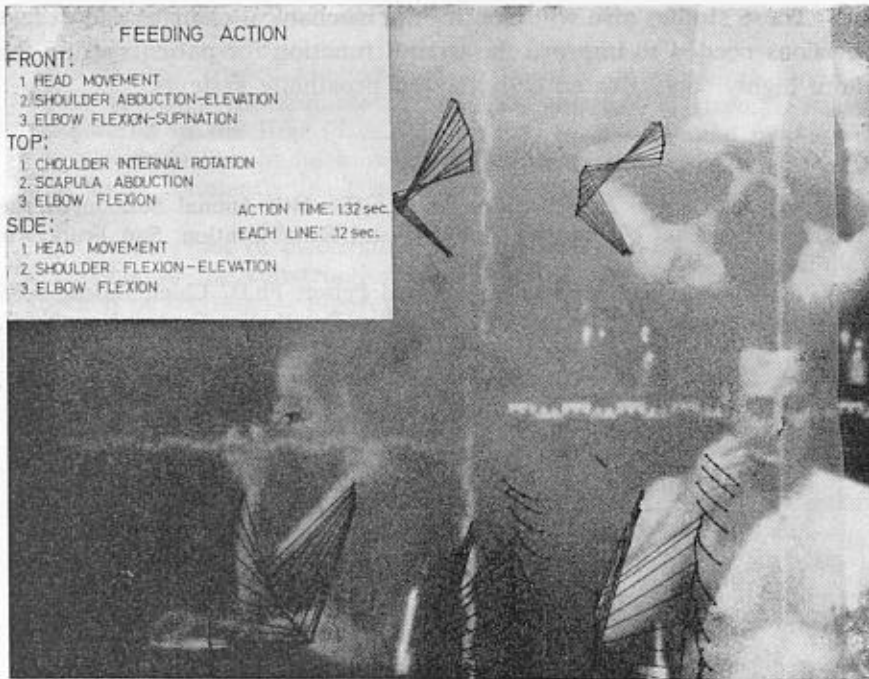 FEEDING ACTION
FRONT:
1 HEAD MOVEMENT
2. SHOULDER ABDUCTION-ELEVATION
3. ELBOW FLEXION-SUPINATION
TOP:
1. CHOULDER INTERNAL ROTATION
2. SCAPULA ABDUCTION
3. ELBOW FLEXION
ACTION TIME: 1.32 sec.
EACH LINE: .12 sec.
SIDE:
1. HEAD MOVEMENT
2. SHOULDER FLEXION-ELEVATION
3. ELBOW FLEXION